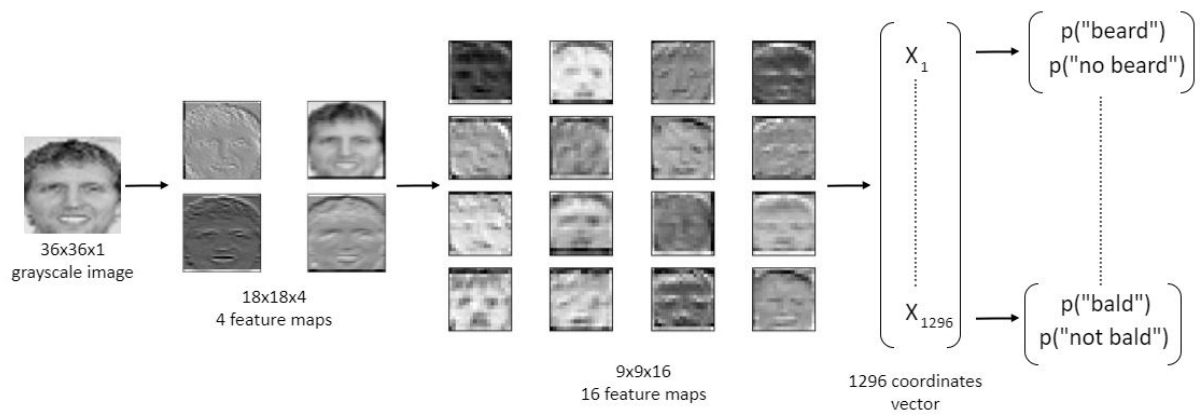 36x36x1
grayscale image
18x18x4
4 feature maps
9x9x16
16 feature maps
X1
X1296
1296 coordinates
vector
p("beard")
p("no beard")
p("bald")
p("not bald")